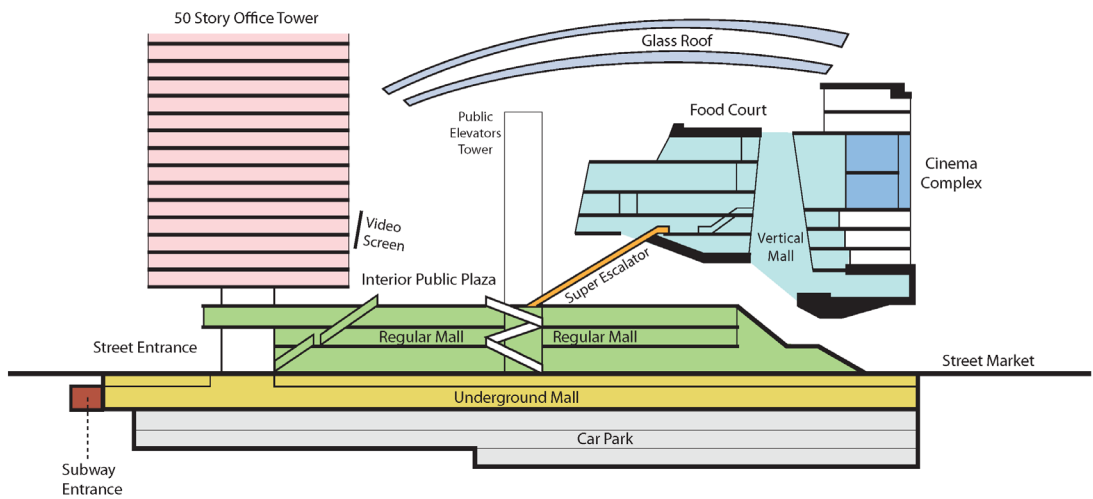 50 Story Office Tower
Glass Roof
Public
Elevators
Tower
Food Court
Cinema
Complex
Video
Screen
Vertical
Mall
Super Escalator
Interior Public Plaza
Regular Mall
Regular Mall
Street Entrance
Street Market
Underground Mall
Car Park
Subway
Entrance